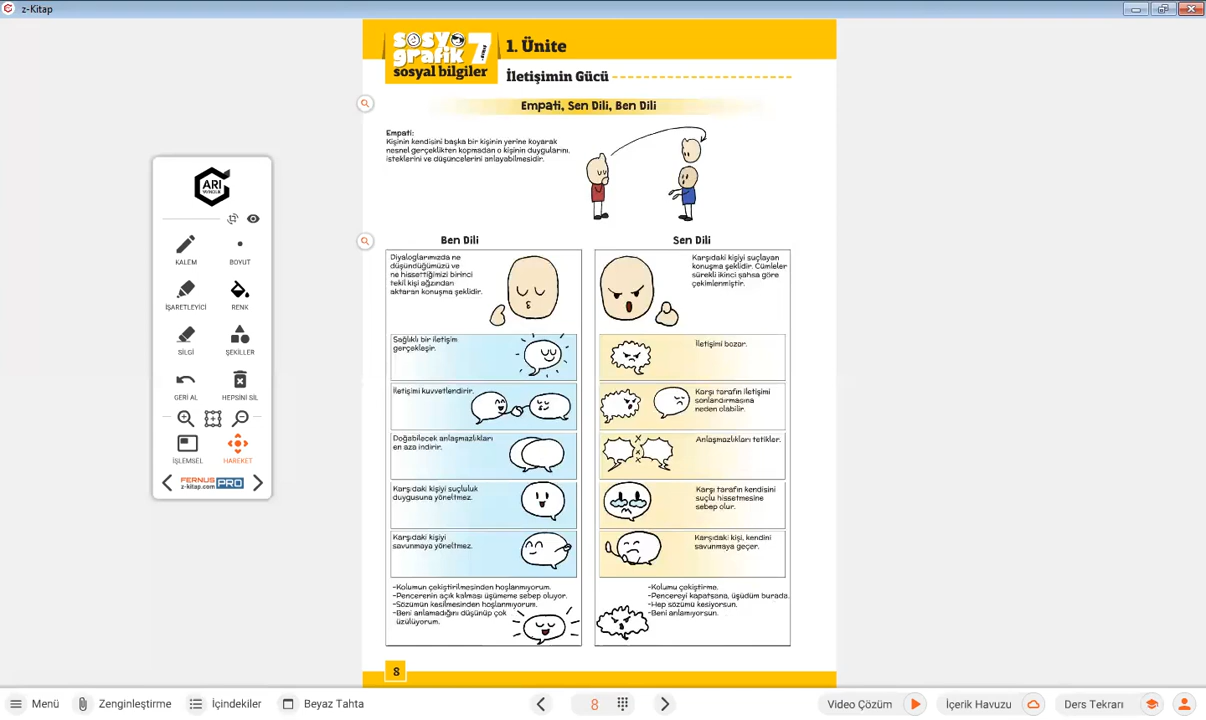 z-Kitap
sosyo
grafik 7. SINIF
sosyal bilgiler
1. Ünite
İletişimin Gücü
Empati, Sen Dili, Ben Dili
Empati:
Kişinin kendisini başka bir kişinin yerine koyarak
nesnel gerçeklikten kopmadan o kişinin duygularını,
isteklerini ve düşüncelerini anlayabilmesidir.
Ben Dili
Diyaloglarımızda ne
düşündüğümüzü ve
ne hissettiğimizi birinci
tekil kişi ağzından
aktaran konuşma şeklidir.
Sağlıklı bir iletişim
gerçekleşir.
İletişimi kuvvetlendirir.
Doğabilecek anlaşmazlıkları
en aza indirir.
Karşıdaki kişiyi suçluluk
duygusuna yöneltmez.
Karşıdaki kişiyi
savunmaya yöneltmez.
-Kolumun çekiştirilmesinden hoşlanmıyorum.
-Pencerenin açık kalması üşümeme sebep oluyor.
-Sözümün kesilmesinden hoşlanmıyorum.
-Beni anlamadığını düşünüp çok
üzülüyorum.
Sen Dili
Karşıdaki kişiyi suçlayan
konuşma şeklidir. Cümleler
sürekli ikinci şahsa göre
çekimlenmiştir.
İletişimi bozar.
Karşı tarafın iletişimi
sonlandırmasına
neden olabilir.
Anlaşmazlıkları tetikler.
Karşı tarafın kendisini
suçlu hissetmesine
sebep olur.
Karşıdaki kişi, kendini
savunmaya geçer.
-Kolumu çekiştirme.
-Pencereyi kapatsana, üşüdüm burada.
-Hep sözümü kesiyorsun.
-Beni anlamıyorsun.
8
ARI
KALEM BOYUT
İŞARETLEYİCİ RENK
SİLGİ ŞEKİLLER
GERİ AL HEPSİNİ SİL
İŞLEMSEL HAREKET
FERNUS
z-kitap.com PRO
Menü Zenginleştirme İçindekiler Beyaz Tahta 8 Video Çözüm İçerik Havuzu Ders Tekrarı